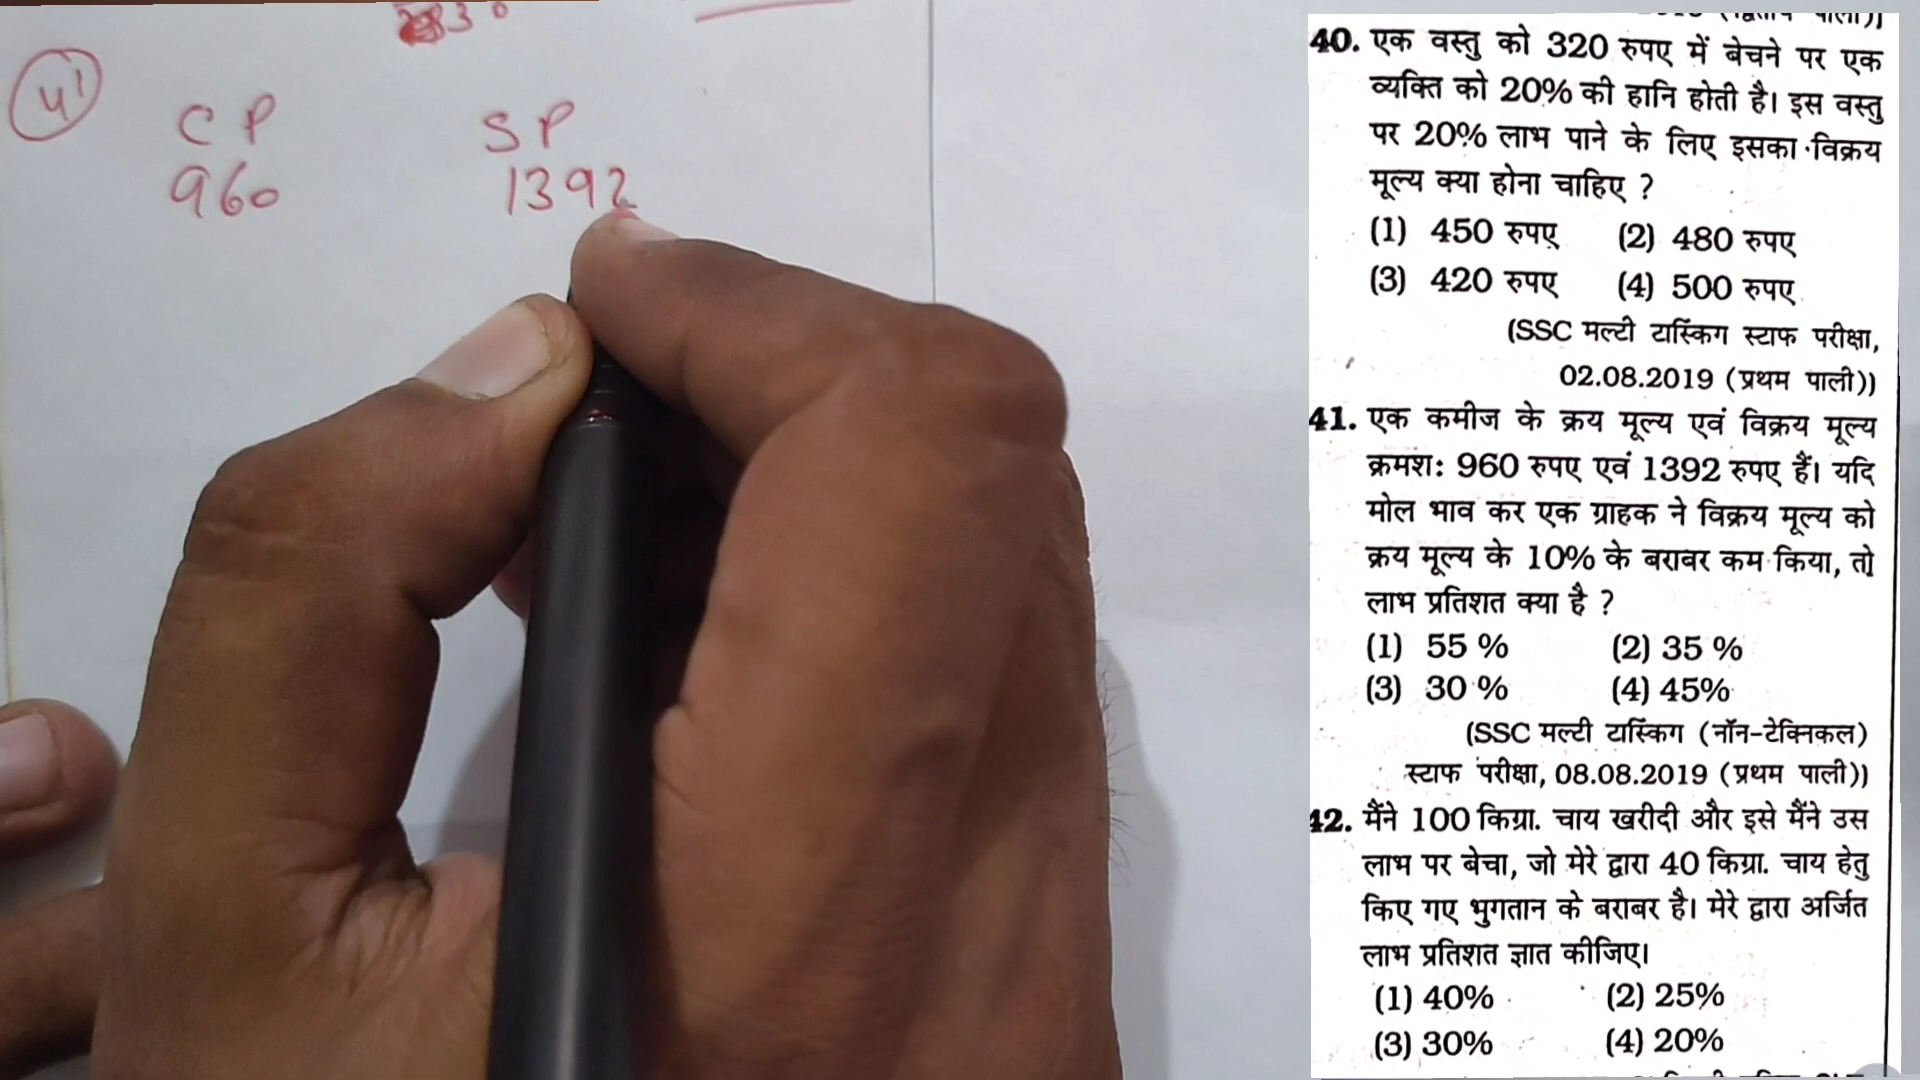 30
41
CP SP
960 1392
40. एक वस्तु को 320 रुपए में बेचने पर एक
व्यक्ति को 20% की हानि होती है। इस वस्तु
पर 20% लाभ पाने के लिए इसका विक्रय
मूल्य क्या होना चाहिए ?
(1) 450 रुपए (2) 480 रुपए
(3) 420 रुपए (4) 500 रुपए
(SSC मल्टी टास्किंग स्टाफ परीक्षा,
02.08.2019 (प्रथम पाली))
41. एक कमीज के क्रय मूल्य एवं विक्रय मूल्य
क्रमश: 960 रुपए एवं 1392 रुपए हैं। यदि
मोल भाव कर एक ग्राहक ने विक्रय मूल्य को
क्रय मूल्य के 10% के बराबर कम किया, तो
लाभ प्रतिशत क्या है ?
(1) 55 % (2) 35 %
(3) 30 % (4) 45%
(SSC मल्टी टास्किंग (नॉन-टेक्निकल)
स्टाफ परीक्षा, 08.08.2019 (प्रथम पाली))
42. मैंने 100 किग्रा. चाय खरीदी और इसे मैंने उस
लाभ पर बेचा, जो मेरे द्वारा 40 किग्रा. चाय हेतु
किए गए भुगतान के बराबर है। मेरे द्वारा अर्जित
लाभ प्रतिशत ज्ञात कीजिए।
(1) 40% (2) 25%
(3) 30% (4) 20%